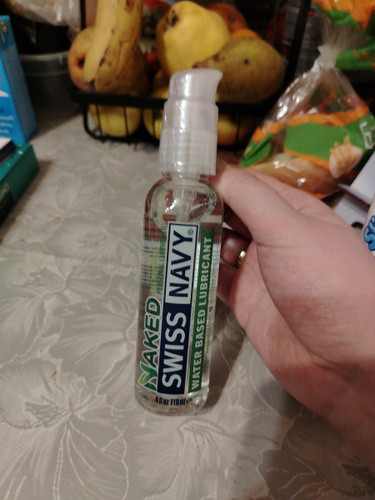 NAKED
SWISS NAVY®
WATER BASED LUBRICANT